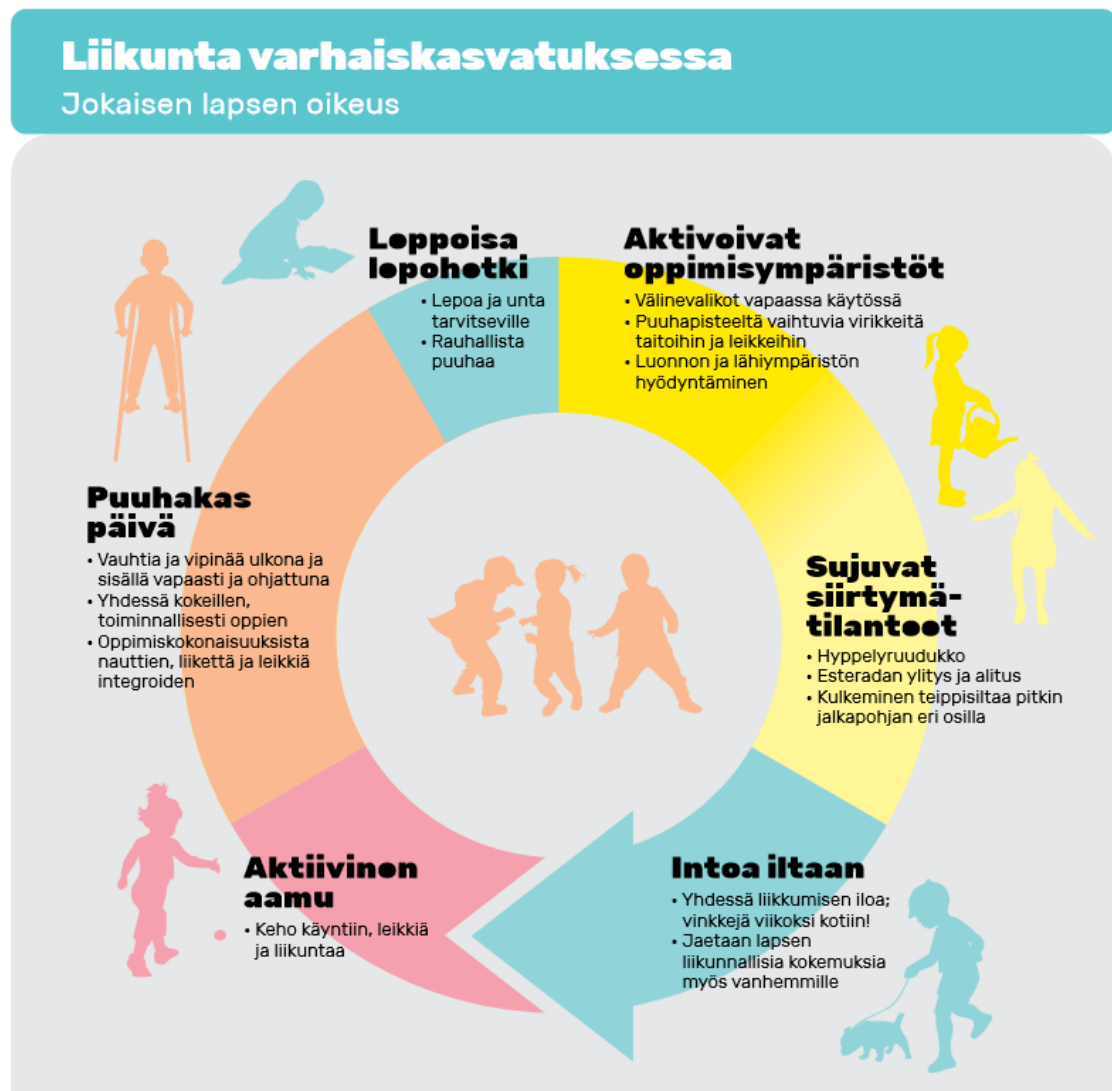 Liikunta varhaiskasvatuksessa
Jokaisen lapsen oikeus
Leppoisa
lepohetki
• Lepoa ja unta
tarvitseville
• Rauhallista
puuhaa
Aktivoivat
oppimisympäristöt
• Välinevalikot vapaassa käytössä
• Puuhapisteeltä vaihtuvia virikkeitä
taitoihin ja leikkeihin
• Luonnon ja lähiympäristön
hyödyntäminen
Puuhakas
päivä
• Vauhtia ja vipinää ulkona ja
sisällä vapaasti ja ohjattuna
• Yhdessä kokeillen,
toiminnallisesti oppien
• Oppimiskokonaisuuksista
nauttien, liikettä ja leikkiä
integroiden
Sujuvat
siirtymä-
tilanteet
• Hyppelyruudukko
• Esteradan ylitys ja alitus
• Kulkeminen teippisiltaa pitkin
jalkapohjan eri osilla
Aktiivinen
aamu
• Keho käyntiin, leikkiä
ja liikuntaa
Intoa iltaan
• Yhdessä liikkumisen iloa;
vinkkejä viikoksi kotiin!
• Jaetaan lapsen
liikunnallisia kokemuksia
myös vanhemmille